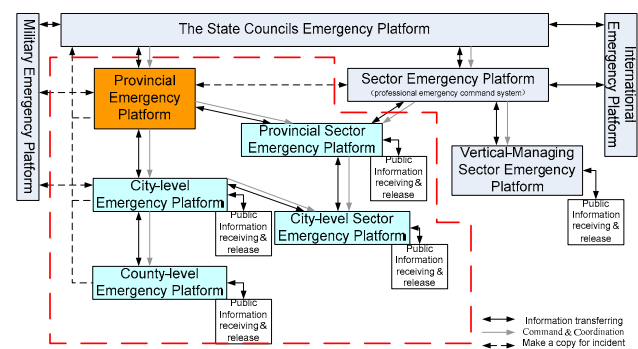 The State Councils Emergency Platform
Military Emergency Platform
International
Emergency Platform
Provincial
Emergency
Platform
Sector Emergency Platform
(professional emergency command system)
Provincial Sector
Emergency Platform
Public
Information
receiving &
release
Vertical-Managing
Sector Emergency
Platform
Public
Information
receiving &
release
City-level
Emergency Platform
Public
Information
receiving &
release
City-level Sector
Emergency Platform
Public
Information
receiving &
release
County-level
Emergency Platform
Public
Information
receiving &
release
Information transferring
Command & Coordination
Make a copy for incident